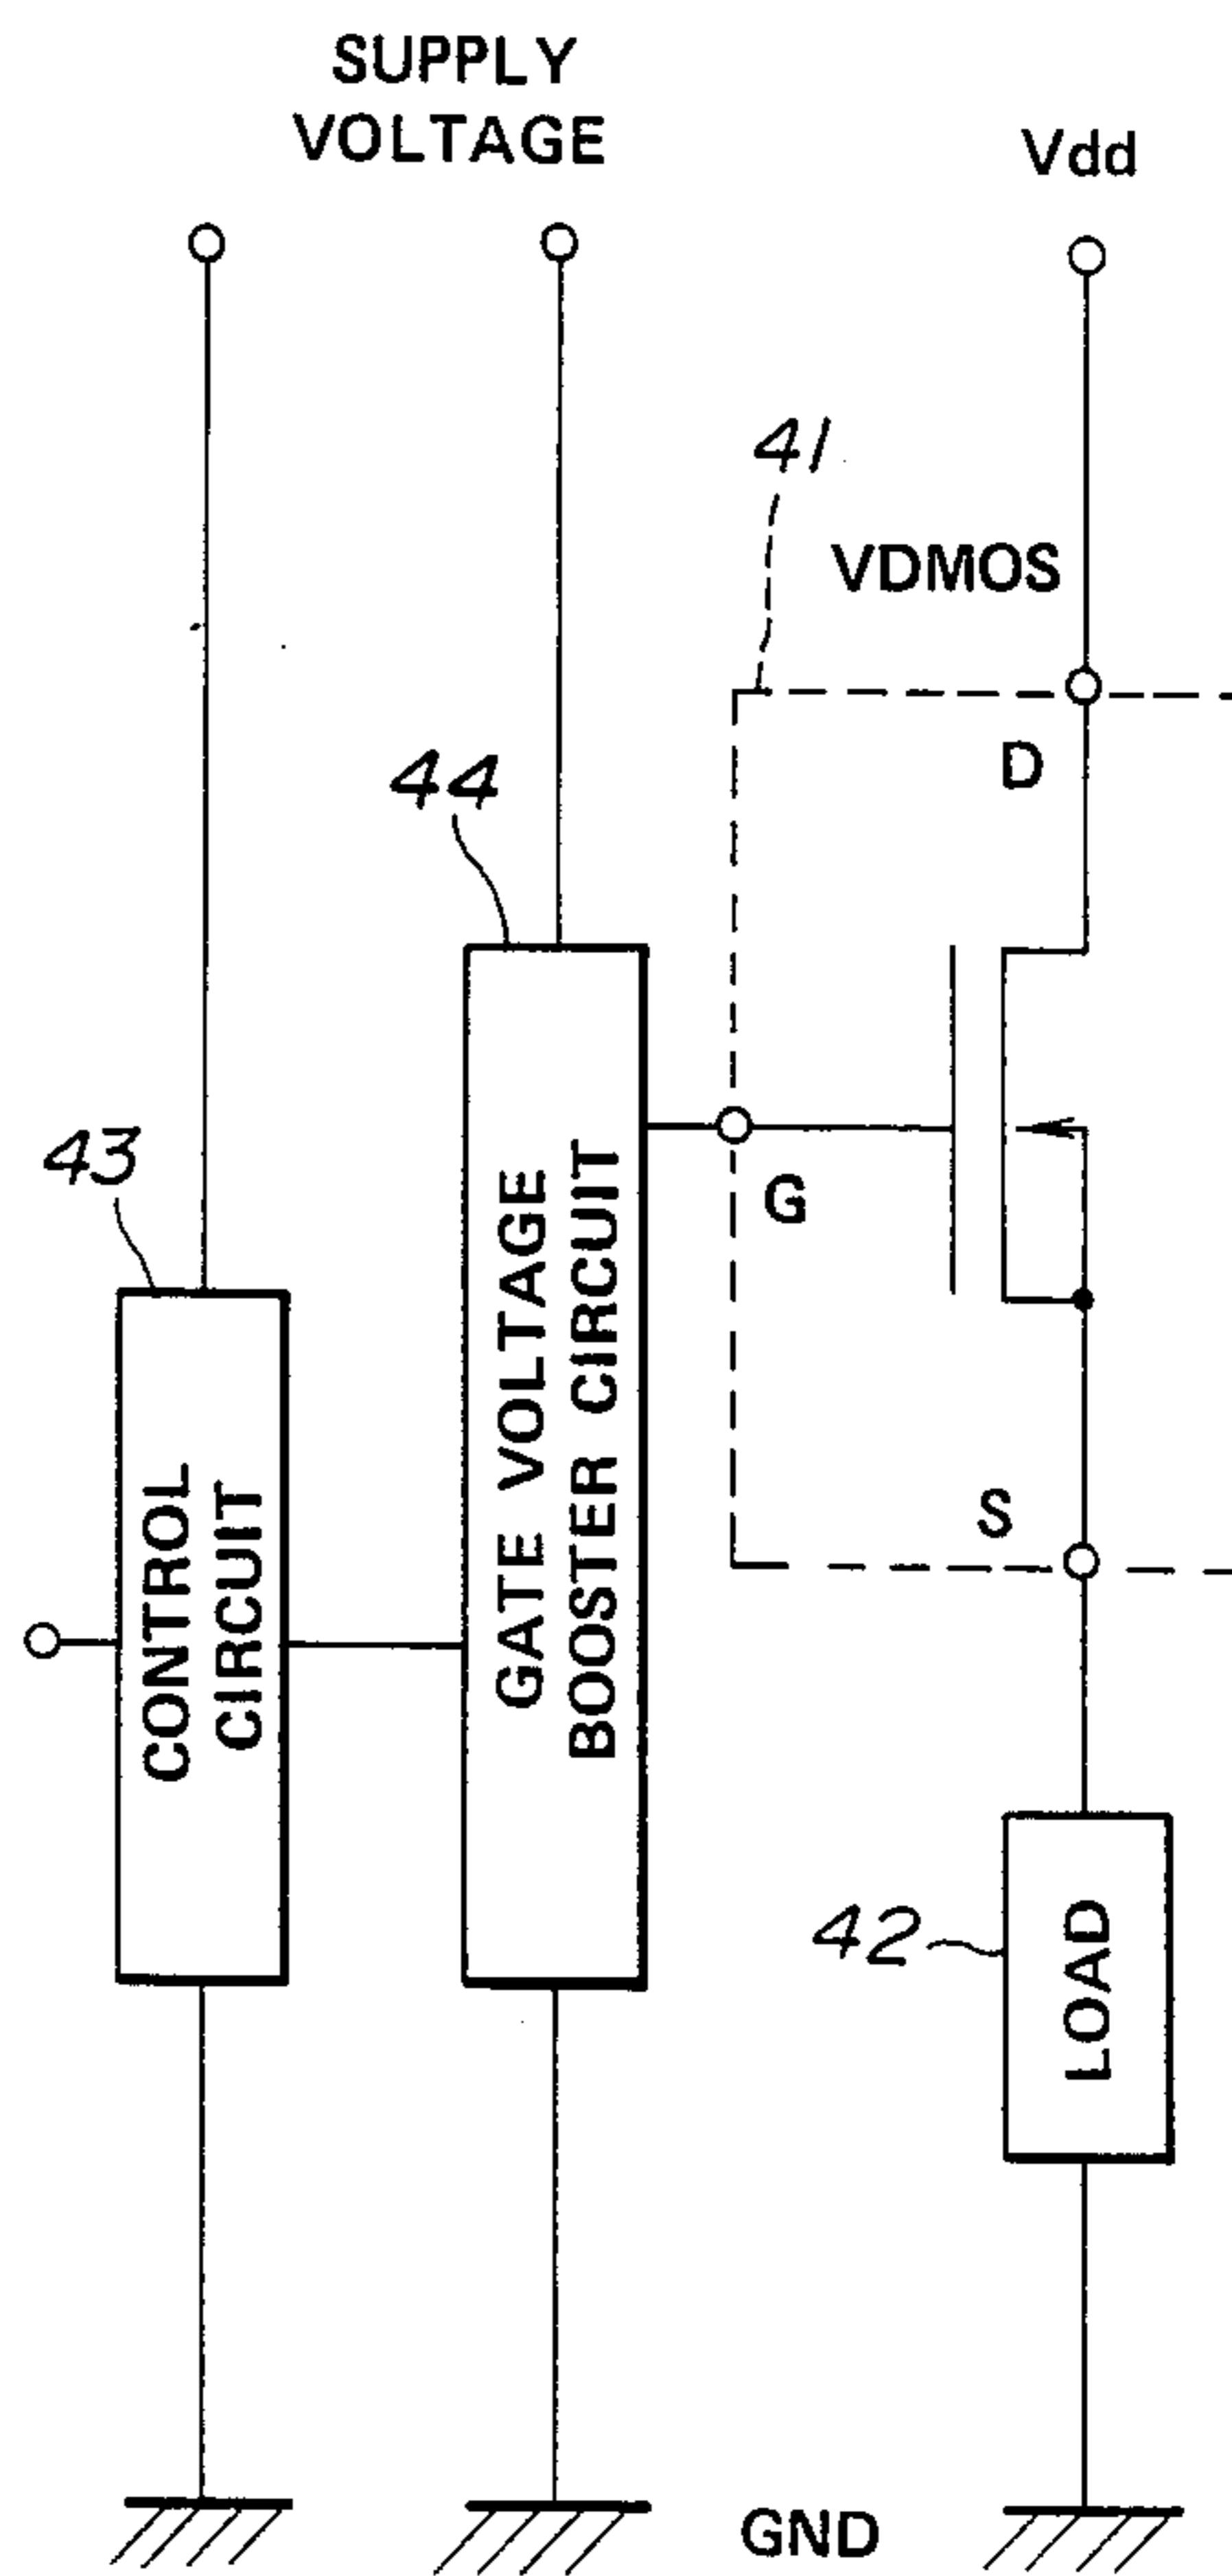 SUPPLY
VOLTAGE
Vdd
41
VDMOS
D
44
43
G
GATE VOLTAGE
BOOSTER CIRCUIT
CONTROL
CIRCUIT
S
42
LOAD
GND